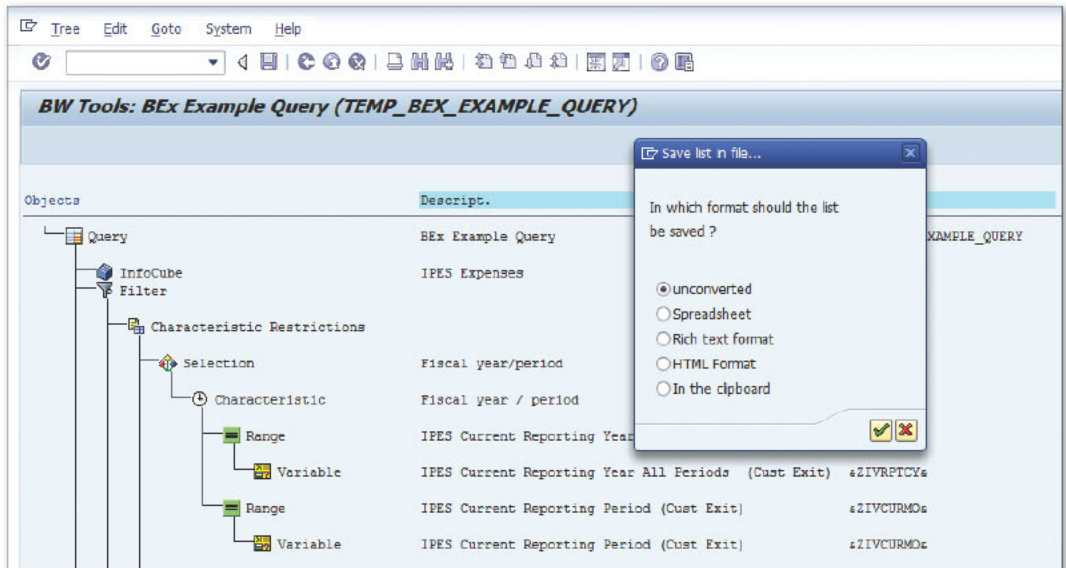 Tree Edit Goto System Help
BW Tools: BEx Example Query (TEMP_BEX_EXAMPLE_QUERY)
Save list in file...
In which format should the list
be saved ?
unconverted
Spreadsheet
Rich text format
HTML Format
In the clipboard
Objects Descript.
Query BEx Example Query XAMPLE_QUERY
InfoCube IPES Expenses
Filter
Characteristic Restrictions
Selection Fiscal year/period
Characteristic Fiscal year / period
Range IPES Current Reporting Year
Variable IPES Current Reporting Year All Periods (Cust Exit) &ZIVRPTCY&
Range IPES Current Reporting Period (Cust Exit) &ZIVCURMO&
Variable IPES Current Reporting Period (Cust Exit) &ZIVCURMO&